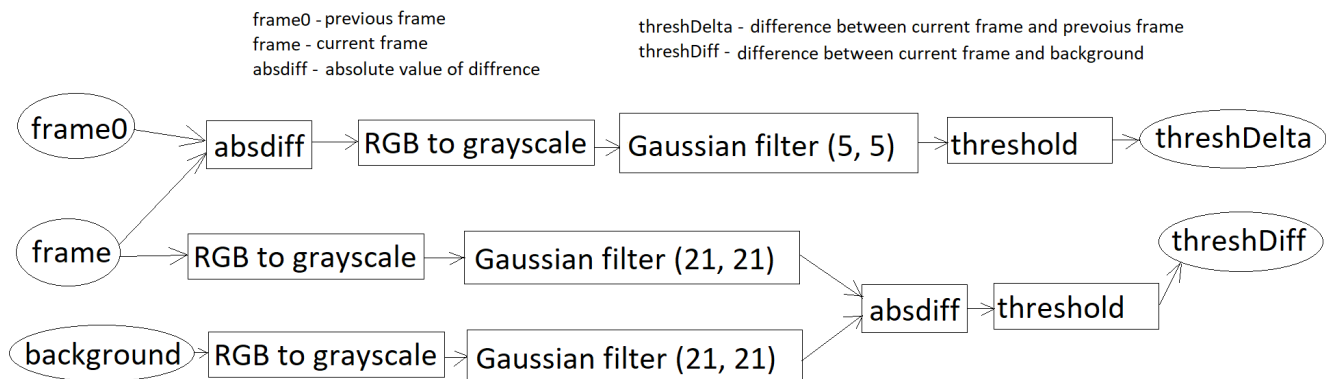 frame0 - previous frame
frame - current frame
absdiff - absolute value of diffrence
threshDelta - difference between current frame and prevoius frame
threshDiff - difference between current frame and background
frame0
absdiff
RGB to grayscale
Gaussian filter (5, 5)
threshold
threshDelta
frame
RGB to grayscale
Gaussian filter (21, 21)
threshDiff
absdiff
threshold
background
RGB to grayscale
Gaussian filter (21, 21)